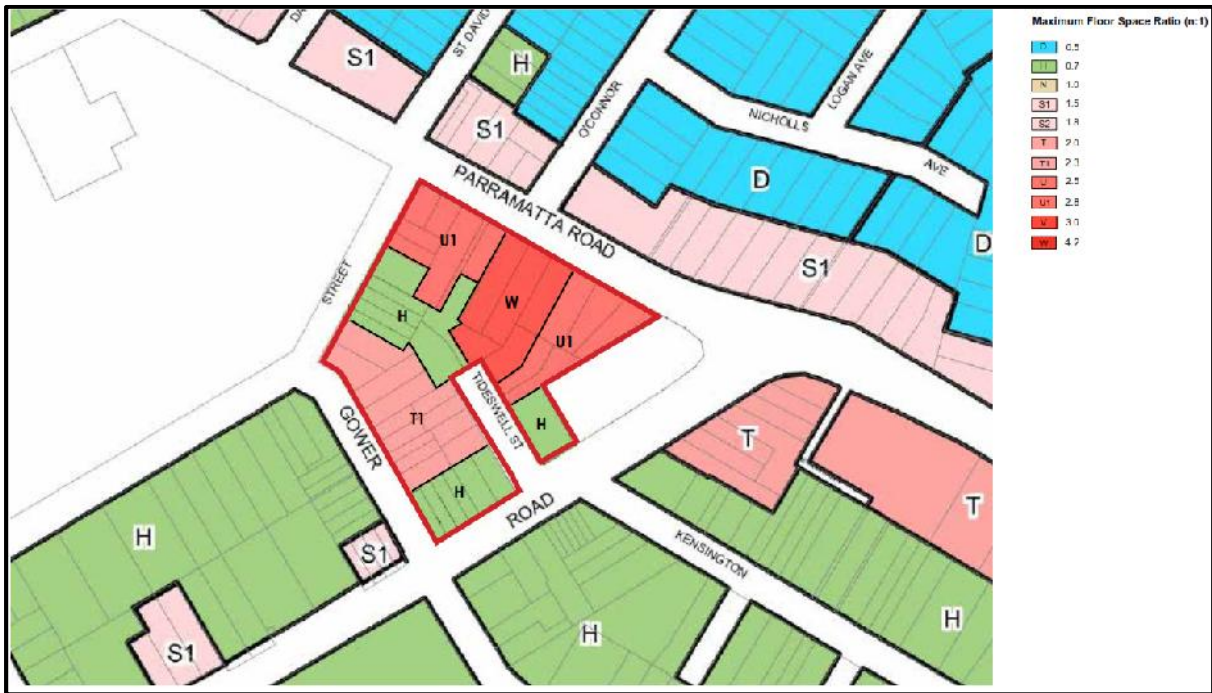 Maximum Floor Space Ratio (n:1)
D 0.5
H 0.7
N 1.0
S1 1.5
S2 1.8
T 2.0
T1 2.3
U 2.5
U1 2.8
V 3.0
W 4.2
ST DAVID
LOGAN AVE
S1
H
O'CONNOR
NICHOLLS
AVE
S1
D
PARRAMATTA ROAD
D
U1
S1
STREET
W
H
U1
TIDESWELL ST
GOWER
T1
H
T
H
ROAD
T
H
KENSINGTON
S1
H
H
S1